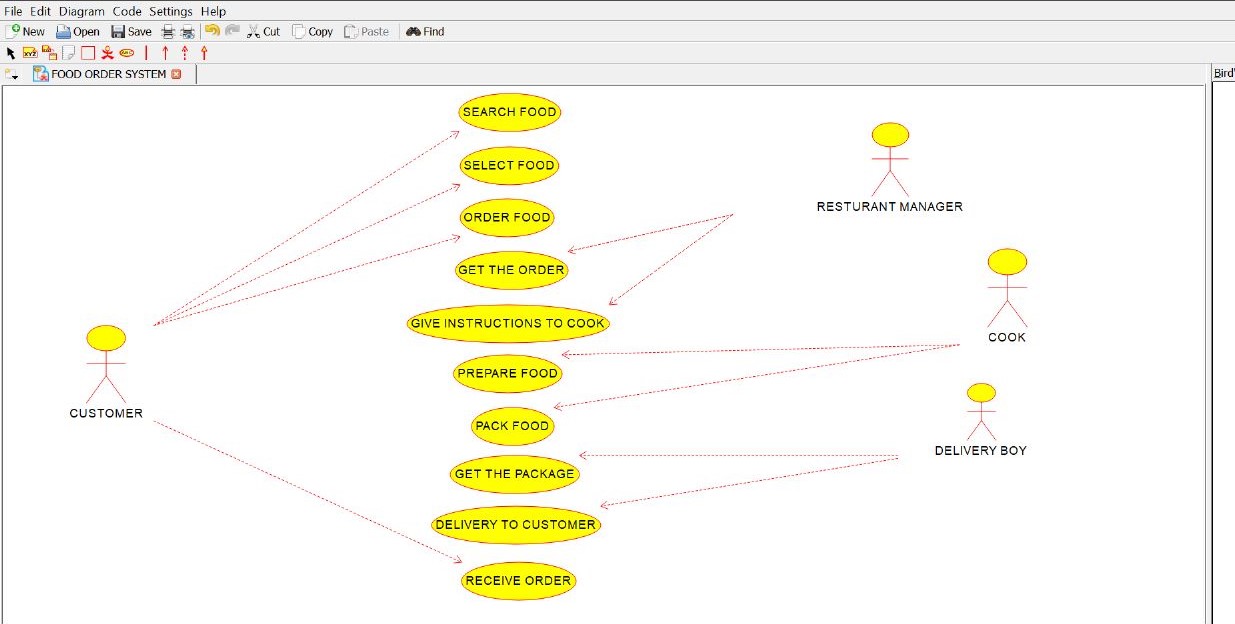 File Edit Diagram Code Settings Help
New Open Save Cut Copy Paste Find
FOOD ORDER SYSTEM
Bird'
SEARCH FOOD
SELECT FOOD
RESTURANT MANAGER
ORDER FOOD
GET THE ORDER
GIVE INSTRUCTIONS TO COOK
COOK
PREPARE FOOD
CUSTOMER
PACK FOOD
DELIVERY BOY
GET THE PACKAGE
DELIVERY TO CUSTOMER
RECEIVE ORDER